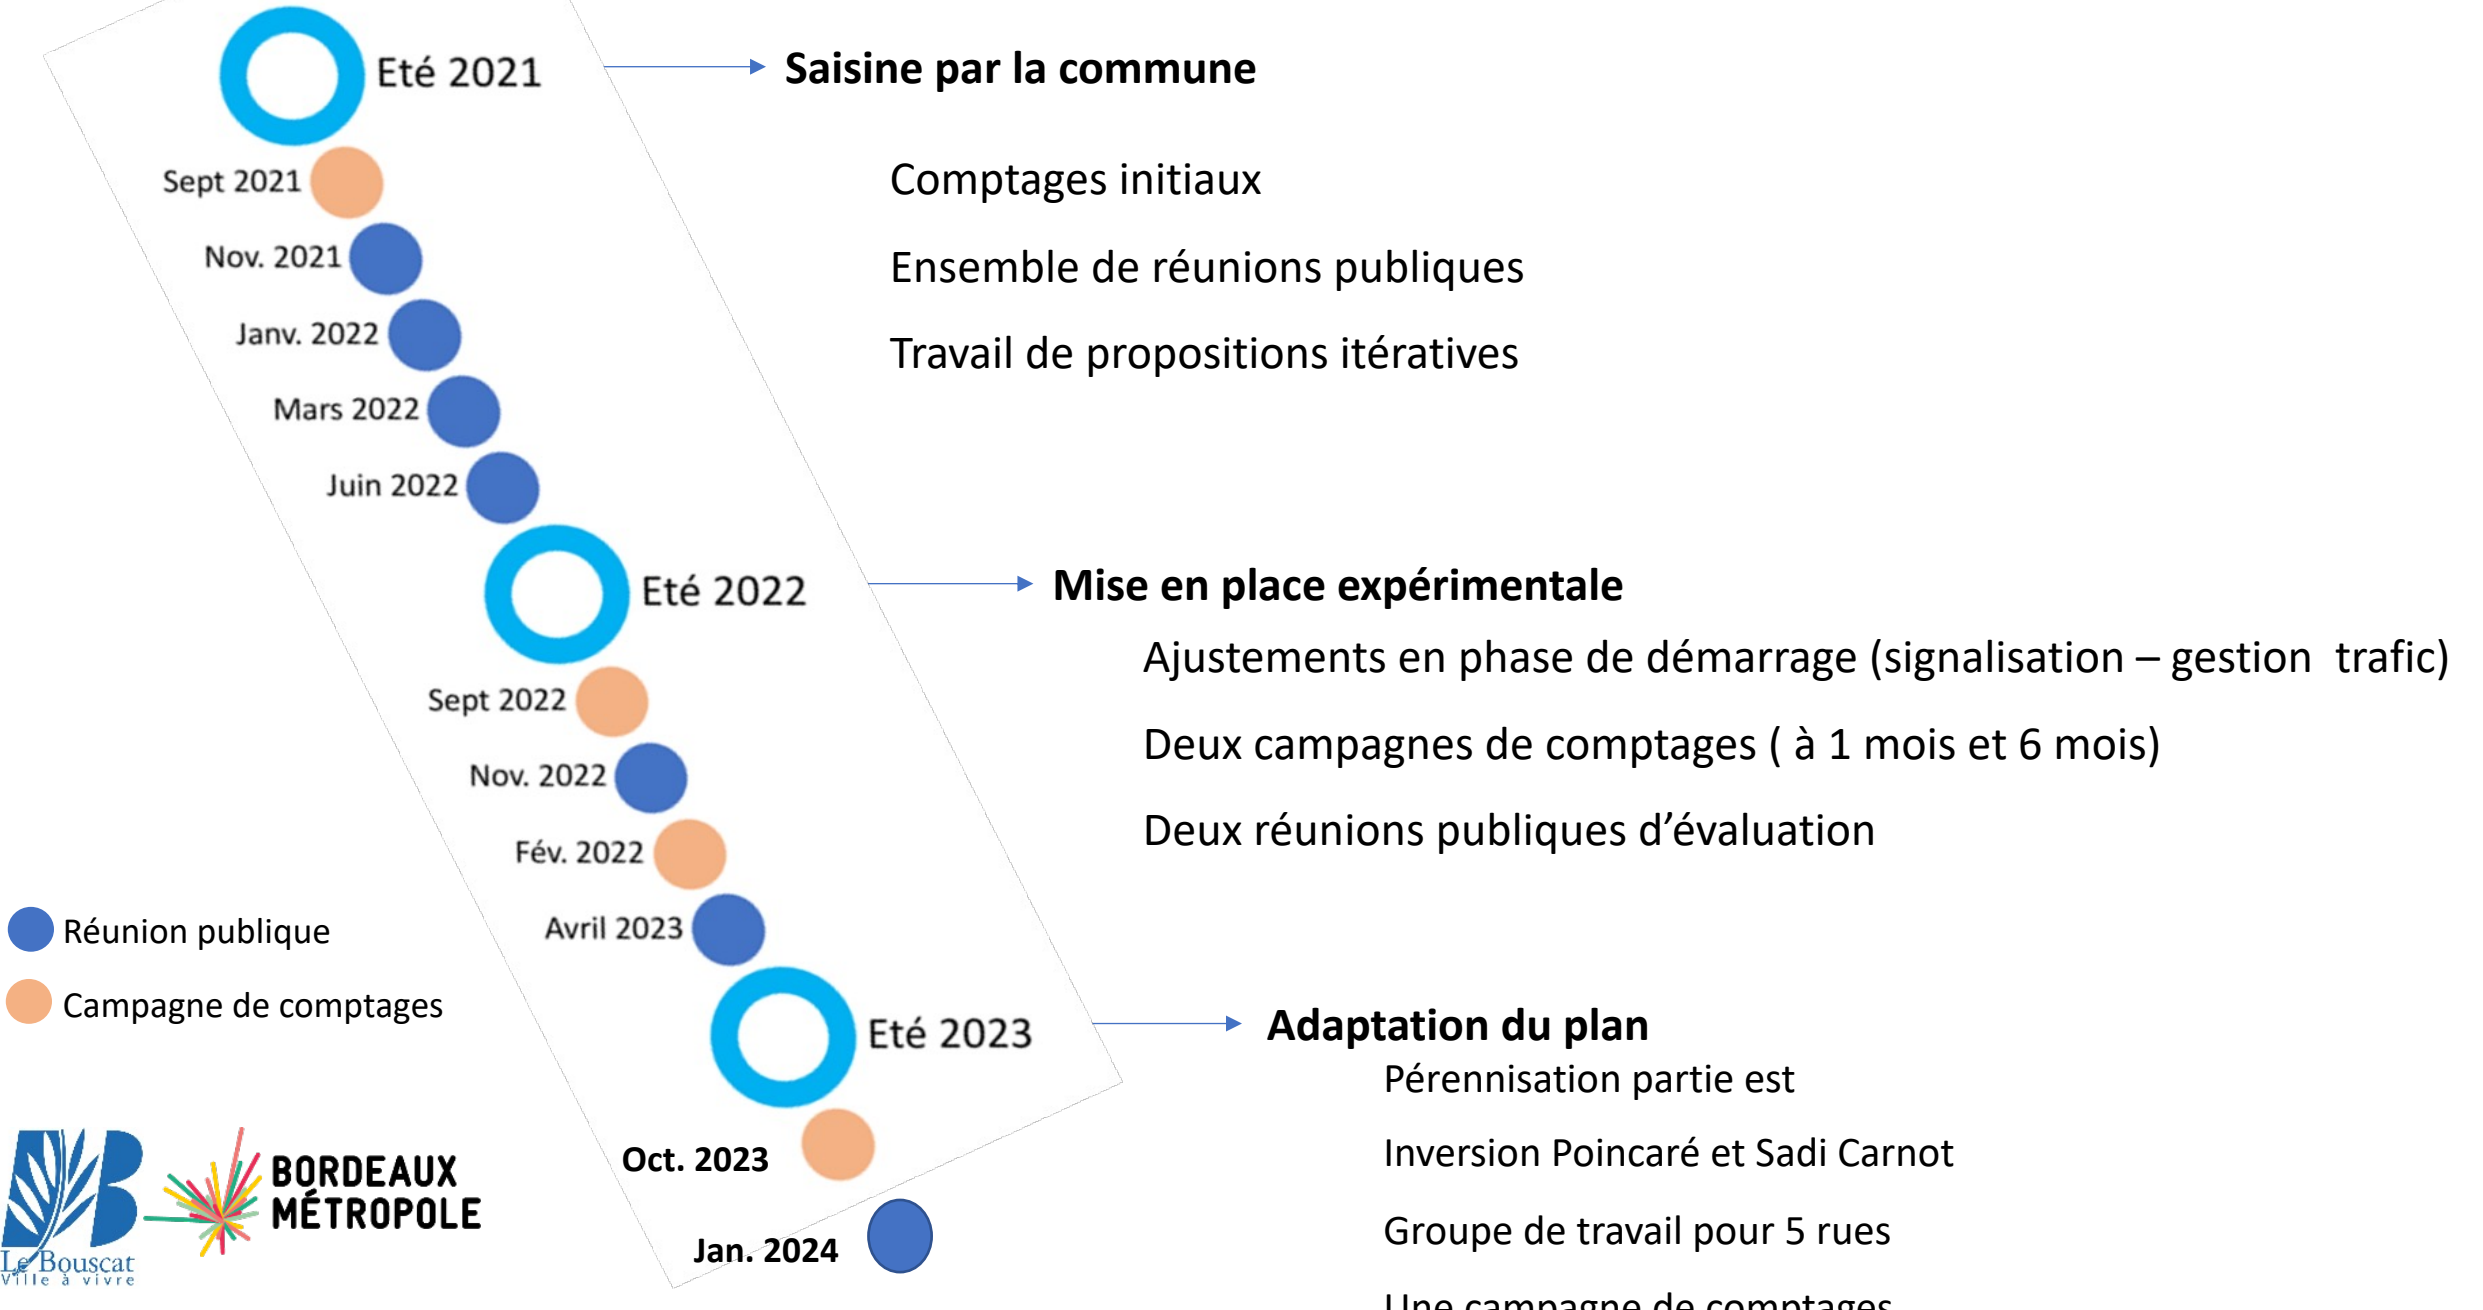 Eté 2021
Saisine par la commune
Sept 2021
Comptages initiaux
Nov. 2021
Ensemble de réunions publiques
Janv. 2022
Travail de propositions itératives
Mars 2022
Juin 2022
Eté 2022
Mise en place expérimentale
Ajustements en phase de démarrage (signalisation – gestion trafic)
Sept 2022
Deux campagnes de comptages ( à 1 mois et 6 mois)
Nov. 2022
Deux réunions publiques d’évaluation
Fév. 2022
Avril 2023
Réunion publique
Campagne de comptages
Eté 2023
Adaptation du plan
Pérennisation partie est
Oct. 2023
Inversion Poincaré et Sadi Carnot
Jan. 2024
Groupe de travail pour 5 rues
Une campagne de comptages
BORDEAUX
MÉTROPOLE
Le Bouscat
Ville à vivre